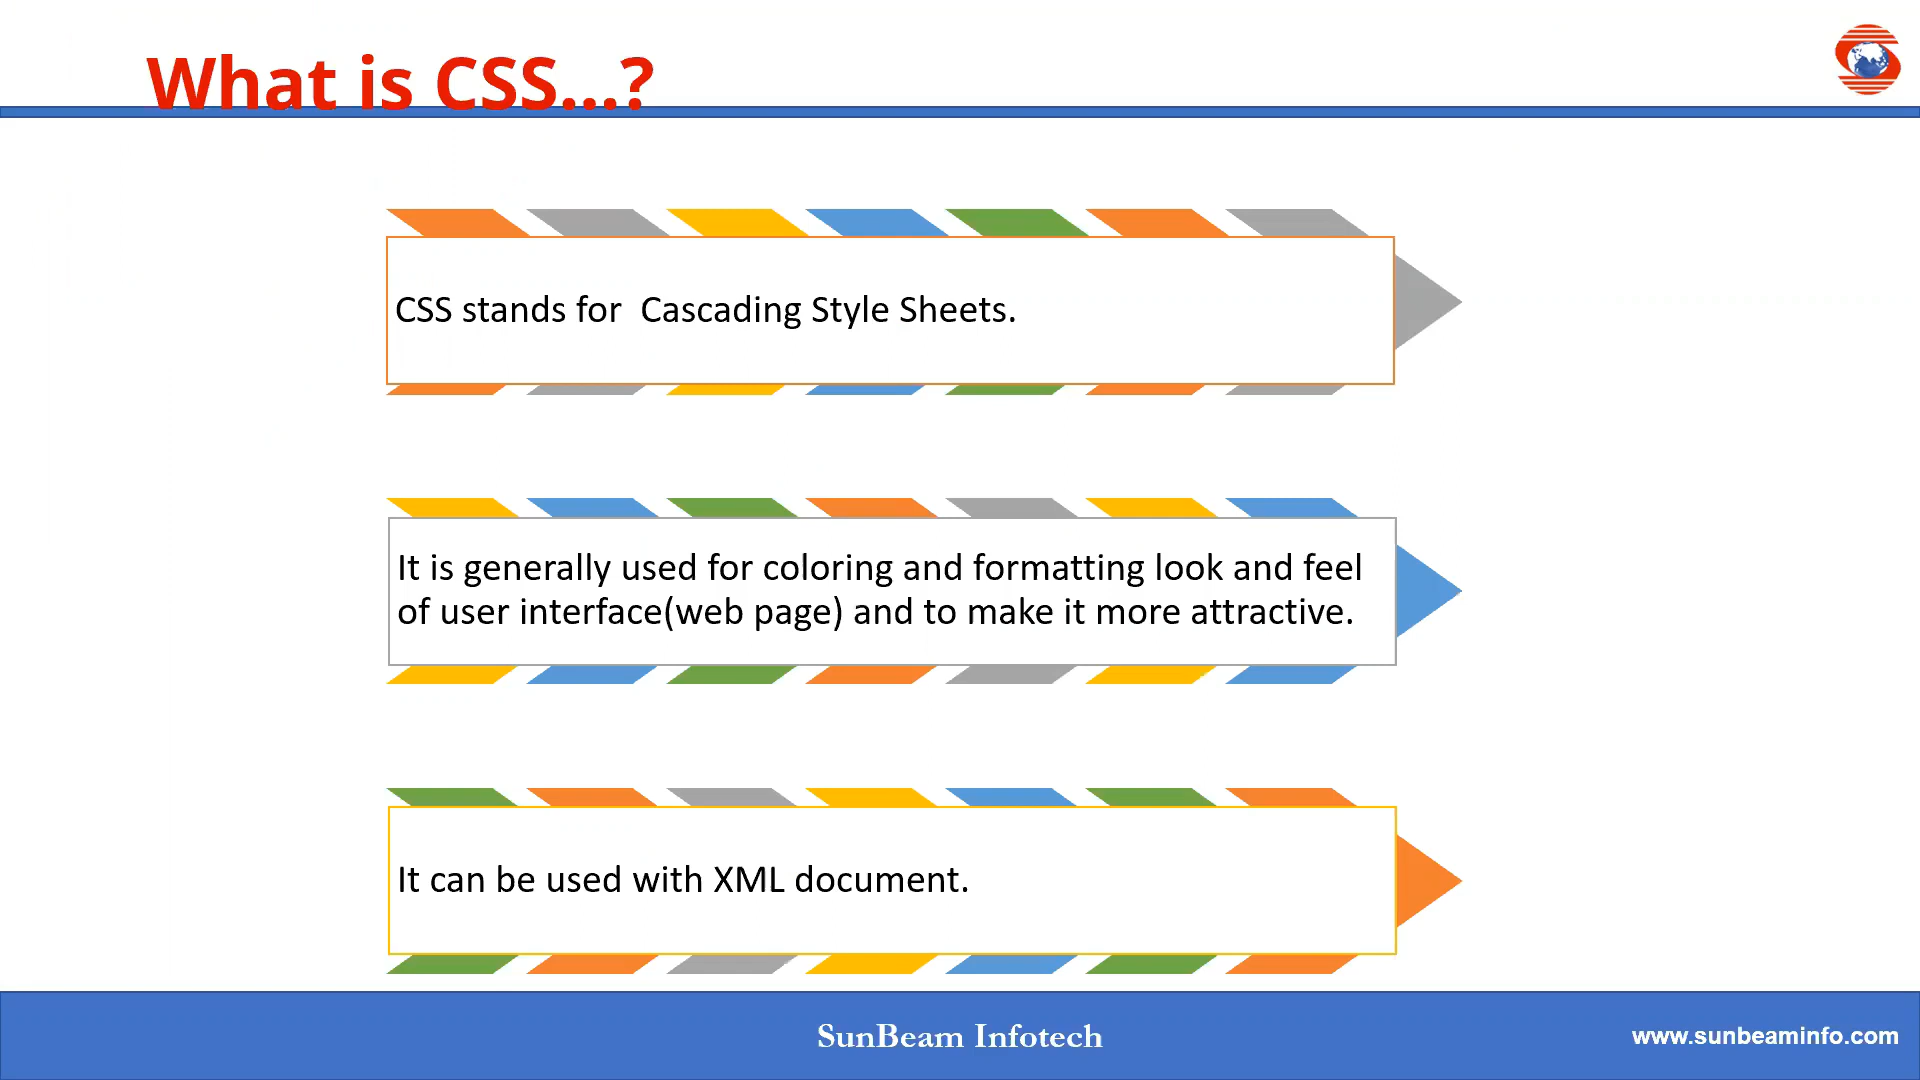 What is CSS...?
CSS stands for  Cascading Style Sheets.
It is generally used for coloring and formatting look and feel
of user interface(web page) and to make it more attractive.
It can be used with XML document.
SunBeam Infotech
www.sunbeaminfo.com